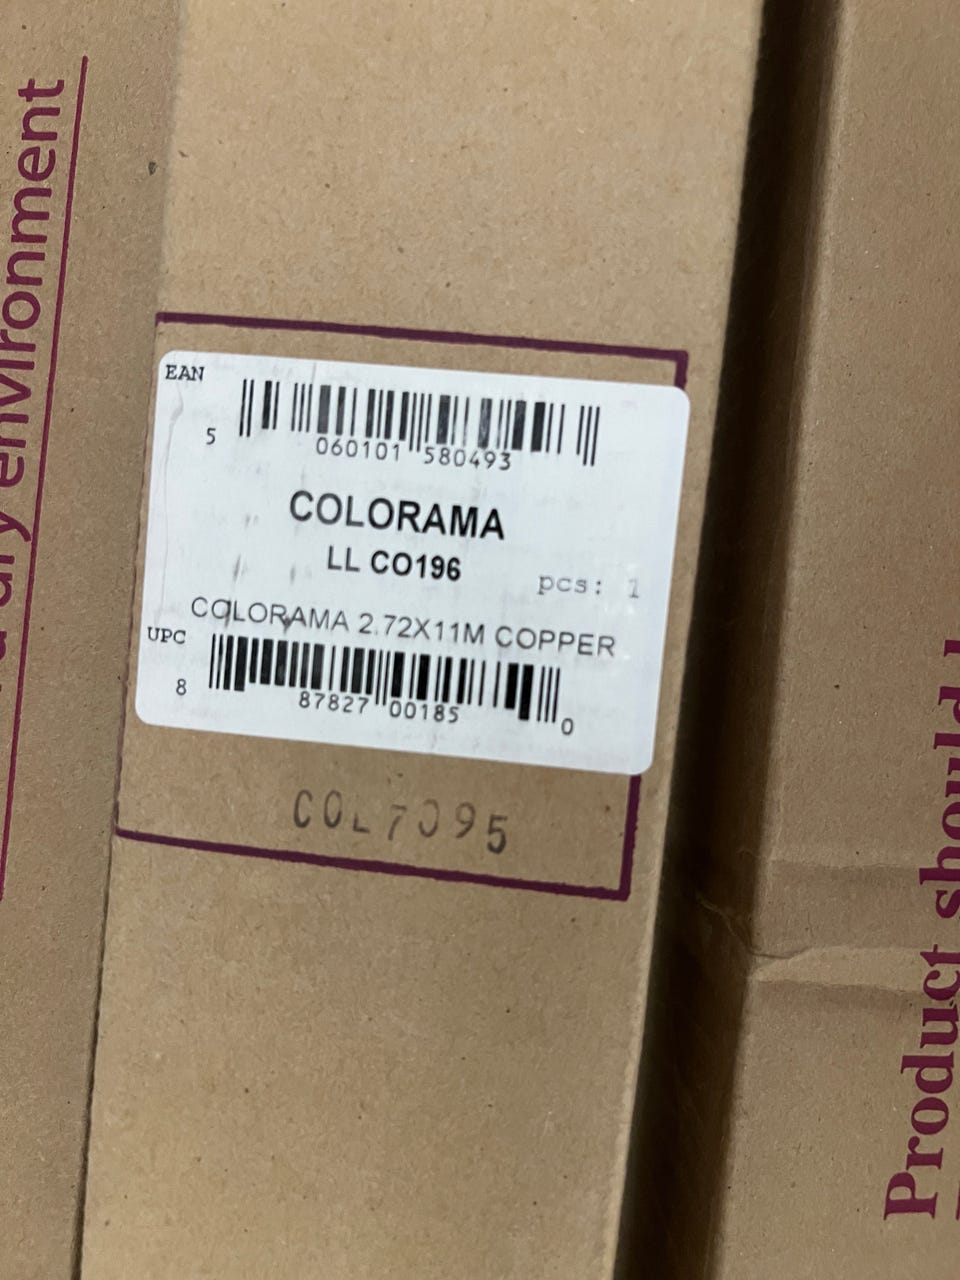 environment
EAN
5 060101 580493
COLORAMA
LL CO196
pcs: 1
COLORAMA 2.72X11M COPPER
UPC
8 87827 00185 0
COL7095
Product should